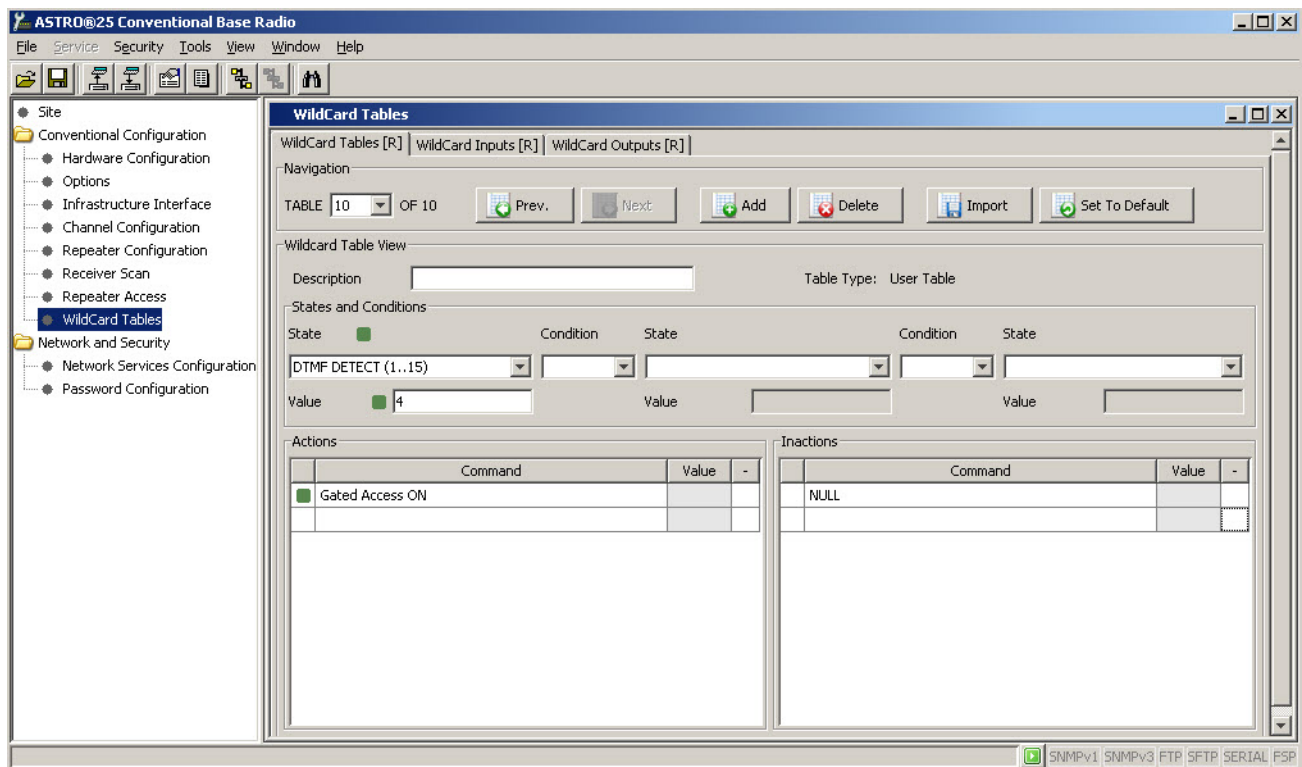 ASTRO®25 Conventional Base Radio
File Service Security Tools View Window Help
Site
Conventional Configuration
Hardware Configuration
Options
Infrastructure Interface
Channel Configuration
Repeater Configuration
Receiver Scan
Repeater Access
WildCard Tables
Network and Security
Network Services Configuration
Password Configuration
WildCard Tables
WildCard Tables [R] WildCard Inputs [R] WildCard Outputs [R]
Navigation
TABLE 10 OF 10 Prev. Next Add Delete Import Set To Default
Wildcard Table View
Description Table Type: User Table
States and Conditions
State Condition State Condition State
DTMF DETECT (1..15)
Value 4 Value Value
Actions Inactions
Command Value - Command Value -
Gated Access ON NULL
SNMPv1 SNMPv3 FTP SFTP SERIAL FSP